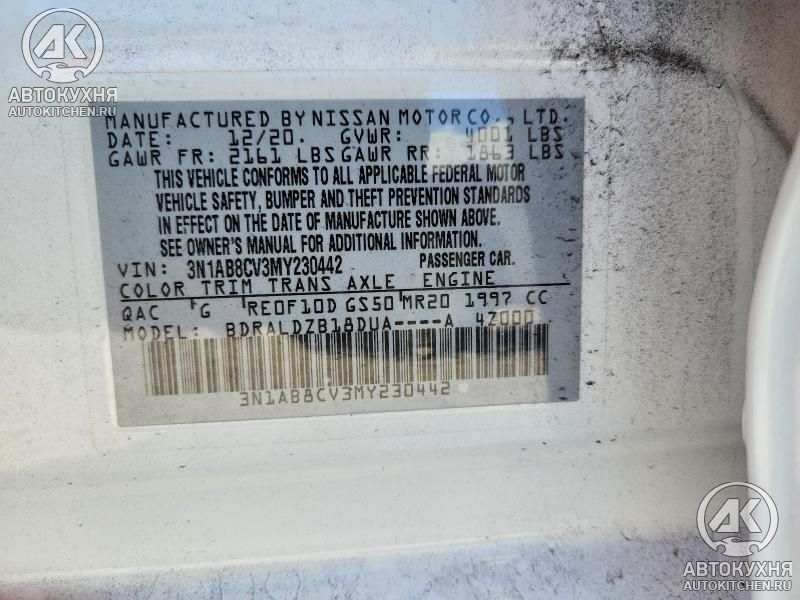 AK
АВТОКУХНЯ
AUTOKITCHEN.RU
MANUFACTURED BY NISSAN MOTOR CO., LTD.
DATE: 12/20. GVWR: 4001 LBS
GAWR FR: 2161 LBS GAWR RR: 1863 LBS
THIS VEHICLE CONFORMS TO ALL APPLICABLE FEDERAL MOTOR
VEHICLE SAFETY, BUMPER AND THEFT PREVENTION STANDARDS
IN EFFECT ON THE DATE OF MANUFACTURE SHOWN ABOVE.
SEE OWNER'S MANUAL FOR ADDITIONAL INFORMATION.
VIN: 3N1AB8CV3MY230442 PASSENGER CAR.
COLOR TRIM TRANS AXLE ENGINE
QAC G RE0F10D GS50 MR20 1997 CC
MODEL: BDRALDZB18DUA----A 4Z000
3N1AB8CV3MY230442
AK
АВТОКУХНЯ
AUTOKITCHEN.RU